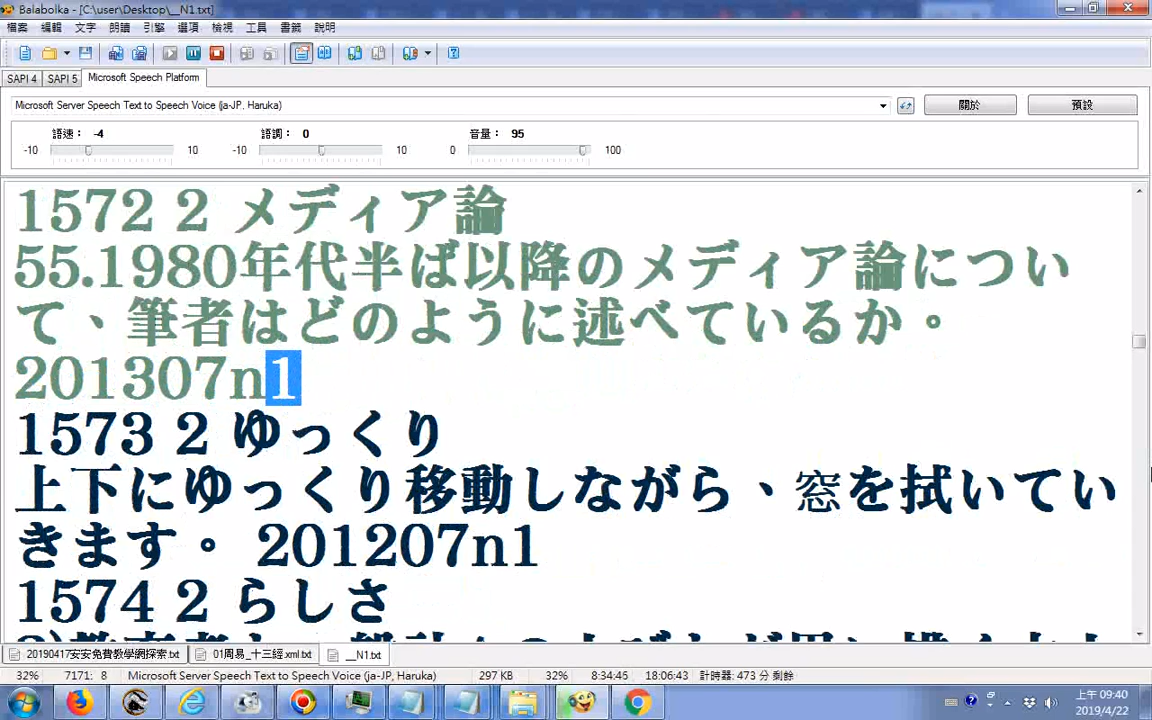 Balabolka - [C:\user\Desktop\__N1.txt]
檔案 編輯 文字 朗讀 引擎 選項 檢視 工具 書籤 說明
SAPI 4 SAPI 5 Microsoft Speech Platform
Microsoft Server Speech Text to Speech Voice (ja-JP, Haruka) 關於 預設
語速： -4 語調： 0 音量： 95
-10 10 -10 10 0 100
1572 2 メディア論
55.1980年代半ば以降のメディア論につい
て、筆者はどのように述べているか。
201307n1
1573 2 ゆっくり
上下にゆっくり移動しながら、窓を拭いてい
きます。 201207n1
1574 2 らしさ
20190417安安免費教學網探索.txt 01周易_十三經.xml.txt __N1.txt
32% 7171: 8 Microsoft Server Speech Text to Speech Voice (ja-JP, Haruka) 297 KB 32% 8:34:45 18:06:43 計時器: 473 分 剩餘
上午 09:40
2019/4/22